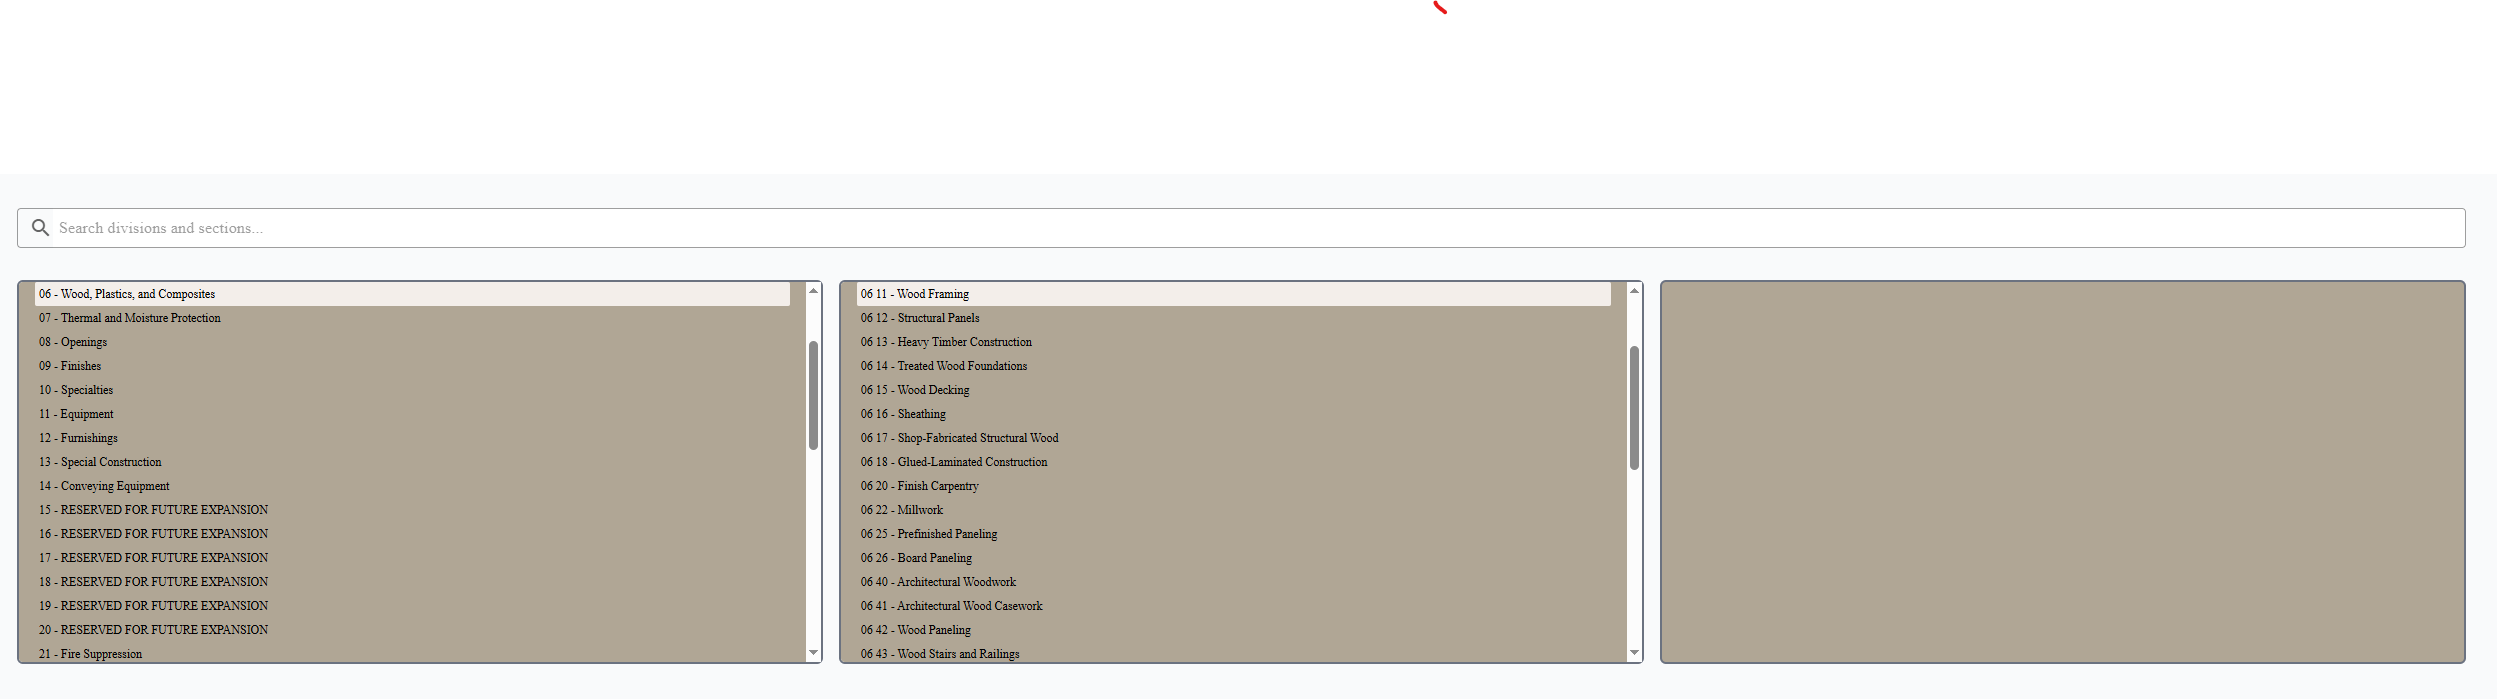 Search divisions and sections...
06 - Wood, Plastics, and Composites
07 - Thermal and Moisture Protection
08 - Openings
09 - Finishes
10 - Specialties
11 - Equipment
12 - Furnishings
13 - Special Construction
14 - Conveying Equipment
15 - RESERVED FOR FUTURE EXPANSION
16 - RESERVED FOR FUTURE EXPANSION
17 - RESERVED FOR FUTURE EXPANSION
18 - RESERVED FOR FUTURE EXPANSION
19 - RESERVED FOR FUTURE EXPANSION
20 - RESERVED FOR FUTURE EXPANSION
21 - Fire Suppression
06 11 - Wood Framing
06 12 - Structural Panels
06 13 - Heavy Timber Construction
06 14 - Treated Wood Foundations
06 15 - Wood Decking
06 16 - Sheathing
06 17 - Shop-Fabricated Structural Wood
06 18 - Glued-Laminated Construction
06 20 - Finish Carpentry
06 22 - Millwork
06 25 - Prefinished Paneling
06 26 - Board Paneling
06 40 - Architectural Woodwork
06 41 - Architectural Wood Casework
06 42 - Wood Paneling
06 43 - Wood Stairs and Railings